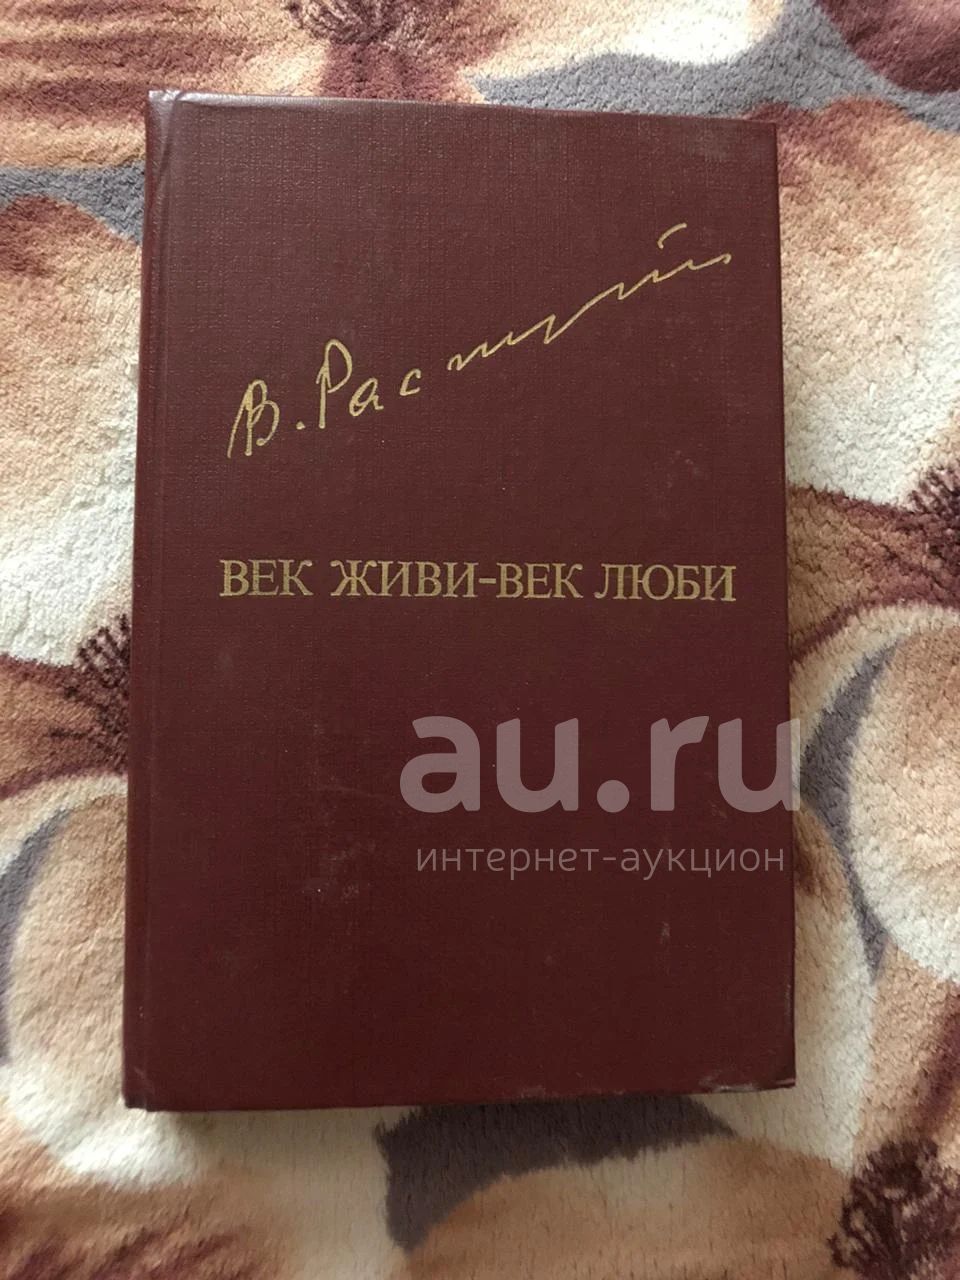 В. Распутин
ВЕК ЖИВИ-ВЕК ЛЮБИ
au.ru
интернет-аукцион